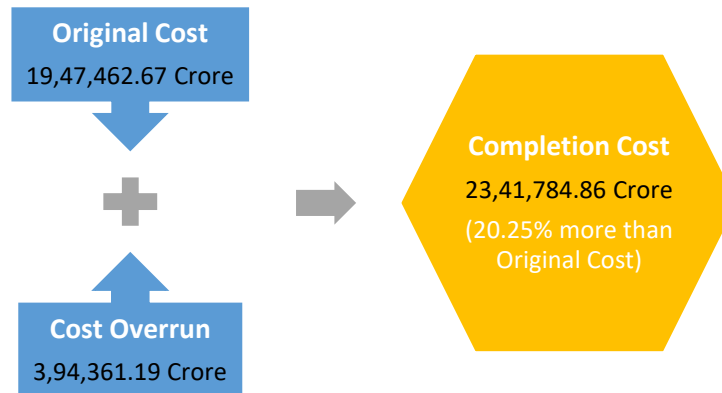 Original Cost
19,47,462.67 Crore
Completion Cost
23,41,784.86 Crore
(20.25% more than
Original Cost)
Cost Overrun
3,94,361.19 Crore